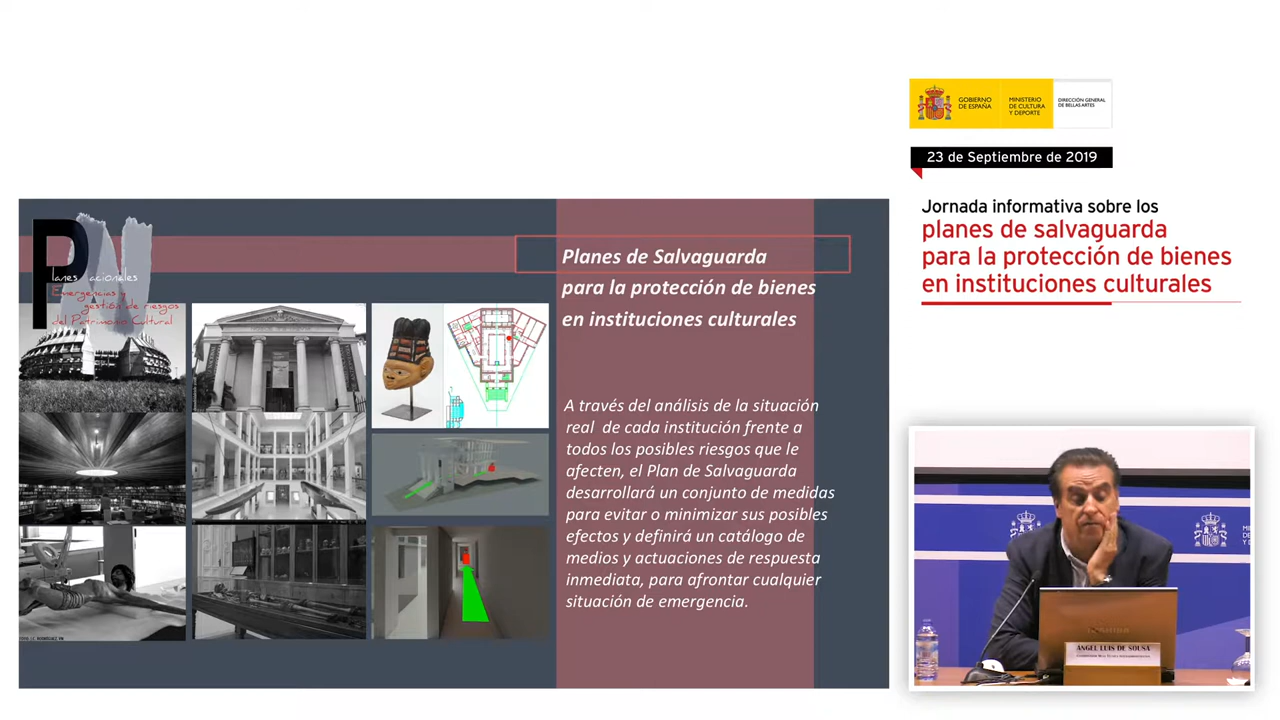 GOBIERNO
DE ESPAÑA
MINISTERIO
DE CULTURA
Y DEPORTE
DIRECCIÓN GENERAL
DE BELLAS ARTES
23 de Septiembre de 2019
Jornada informativa sobre los
planes de salvaguarda
para la protección de bienes
en instituciones culturales
PN
lanes acionales
Emergencias y
gestión de riesgos
del Patrimonio Cultural
Planes de Salvaguarda
para la protección de bienes
en instituciones culturales
A través del análisis de la situación
real de cada institución frente a
todos los posibles riesgos que le
afecten, el Plan de Salvaguarda
desarrollará un conjunto de medidas
para evitar o minimizar sus posibles
efectos y definirá un catálogo de
medios y actuaciones de respuesta
inmediata, para afrontar cualquier
situación de emergencia.
ÁNGEL LUIS DE SOUSA